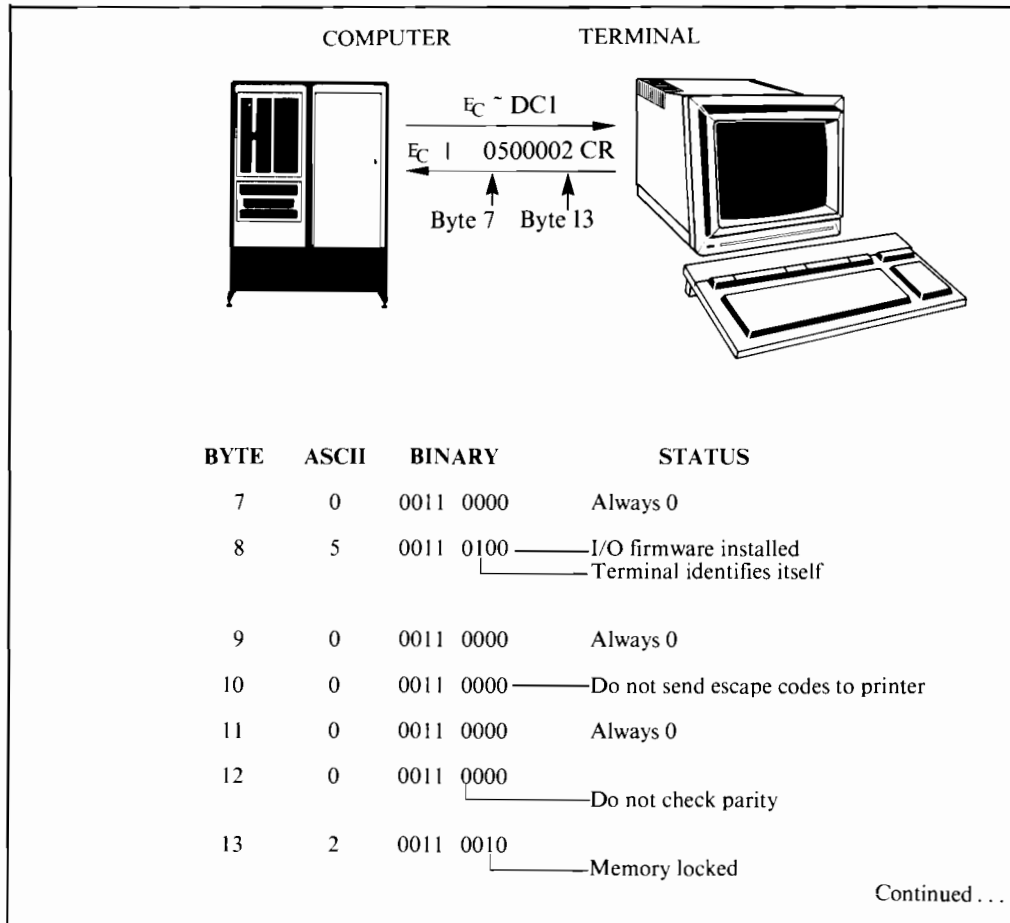 COMPUTER TERMINAL
EC ~ DC1
EC | 0500002 CR
Byte 7 Byte 13
BYTE ASCII BINARY STATUS
7 0 0011 0000 Always 0
8 5 0011 0100 I/O firmware installed
Terminal identifies itself
9 0 0011 0000 Always 0
10 0 0011 0000 Do not send escape codes to printer
11 0 0011 0000 Always 0
12 0 0011 0000
Do not check parity
13 2 0011 0010
Memory locked
Continued . . .